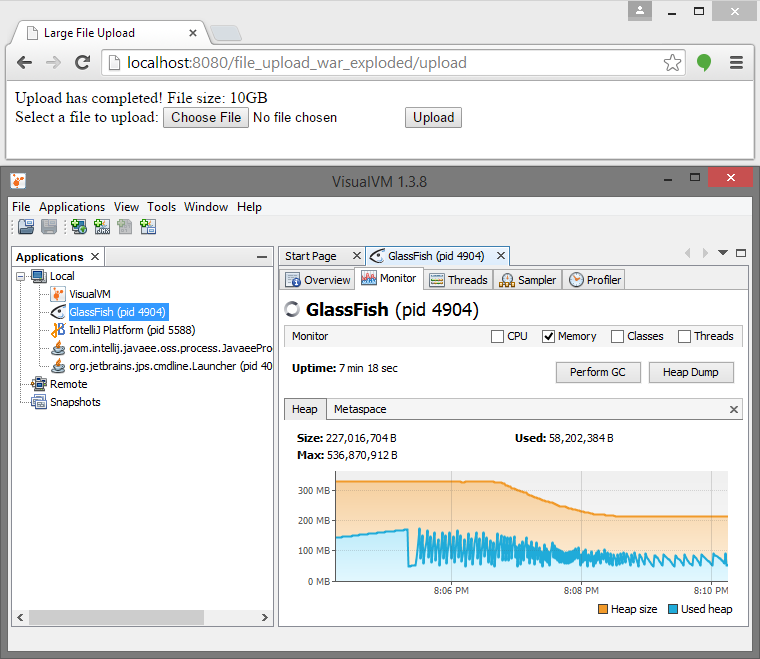 Large File Upload
localhost:8080/file_upload_war_exploded/upload
Upload has completed! File size: 10GB
Select a file to upload: Choose File No file chosen Upload
VisualVM 1.3.8
File Applications View Tools Window Help
Applications
Local
VisualVM
GlassFish (pid 4904)
IntelliJ Platform (pid 5588)
com.intellij.javaee.oss.process.JavaeePro
org.jetbrains.jps.cmdline.Launcher (pid 40
Remote
Snapshots
Start Page GlassFish (pid 4904)
Overview Monitor Threads Sampler Profiler
GlassFish (pid 4904)
Monitor CPU Memory Classes Threads
Uptime: 7 min 18 sec Perform GC Heap Dump
Heap Metaspace
Size: 227,016,704 B Used: 58,202,384 B
Max: 536,870,912 B
300 MB
200 MB
100 MB
0 MB
8:06 PM 8:08 PM 8:10 PM
Heap size Used heap